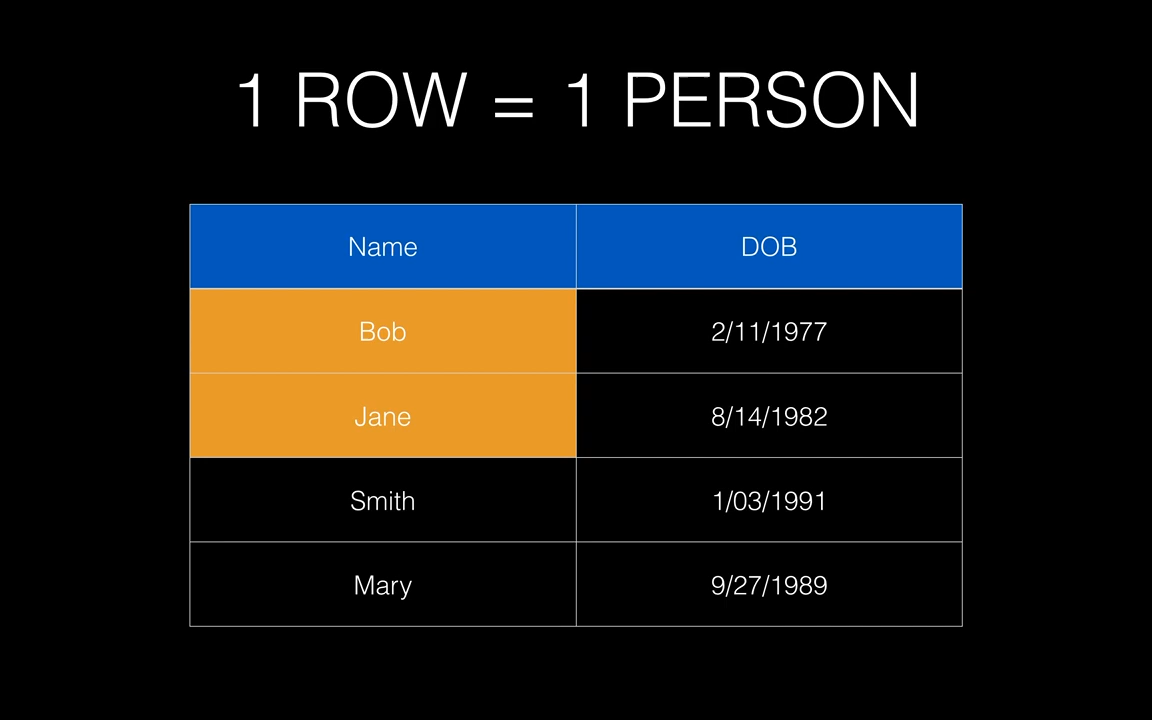 1 ROW = 1 PERSON
Name DOB
Bob 2/11/1977
Jane 8/14/1982
Smith 1/03/1991
Mary 9/27/1989